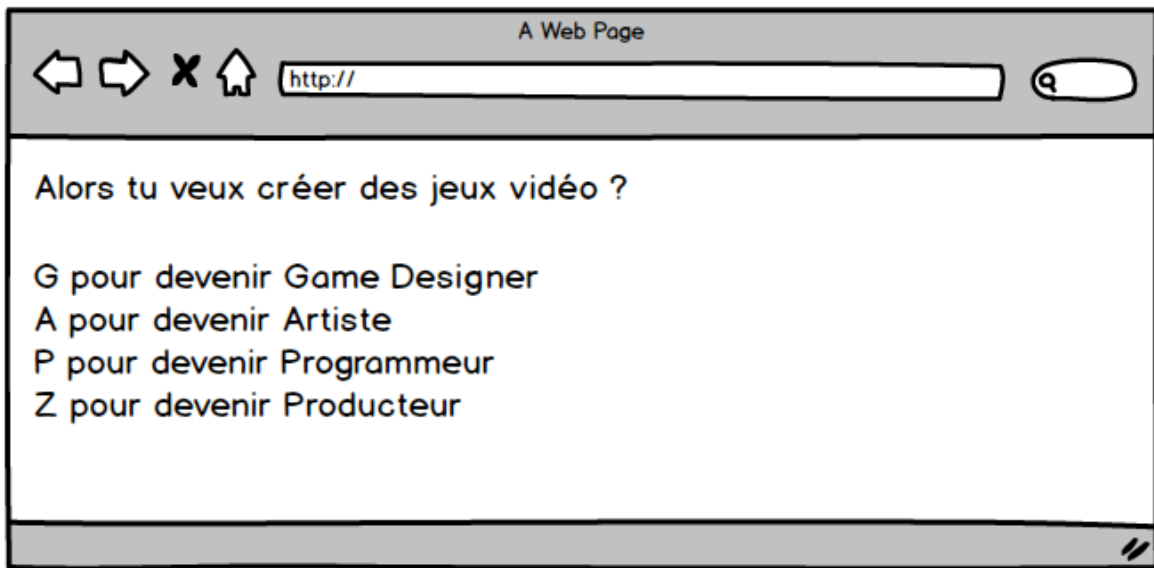 A Web Page
http://
Alors tu veux créer des jeux vidéo ?
G pour devenir Game Designer
A pour devenir Artiste
P pour devenir Programmeur
Z pour devenir Producteur